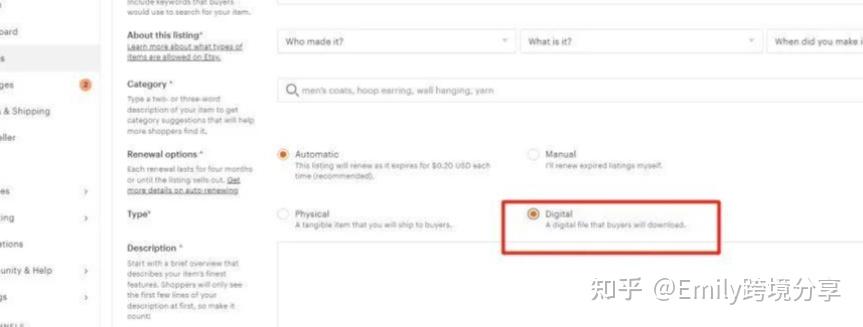 Include keywords that buyers
would use to search for your item.
About this listing*
Learn more about what types of
items are allowed on Etsy.
Who made it?
What is it?
When did you make i
Category *
Type a two- or three-word
description of your item to get
category suggestions that will help
more shoppers find it.
men's coats, hoop earring, wall hanging, yarn
Renewal options *
Each renewal lasts for four months
or until the listing sells out. Get
more details on auto-renewing
Automatic
This listing will renew as it expires for $0.20 USD each
time (recommended).
Manual
I'll renew expired listings myself.
Type*
Physical
A tangible item that you will ship to buyers.
Digital
A digital file that buyers will download.
Description *
Start with a brief overview that
describes your item's finest
features. Shoppers will only see
the first few lines of your
description at first, so make it
count!
oard
s
ges
2
& Shipping
eller
es
ing
ations
unity & Help
gs
知乎 @Emily跨境分享